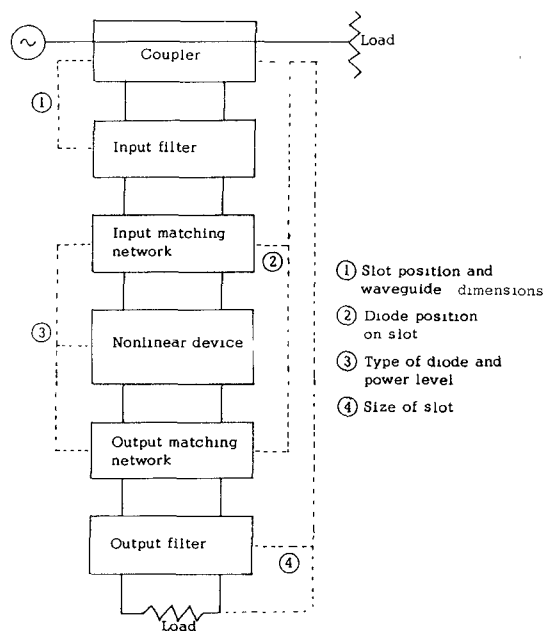 Load
Coupler
①
Input filter
Input matching
network
②
③
Nonlinear device
Output matching
network
Output filter
④
Load
① Slot position and
waveguide dimensions
② Diode position
on slot
③ Type of diode and
power level
④ Size of slot